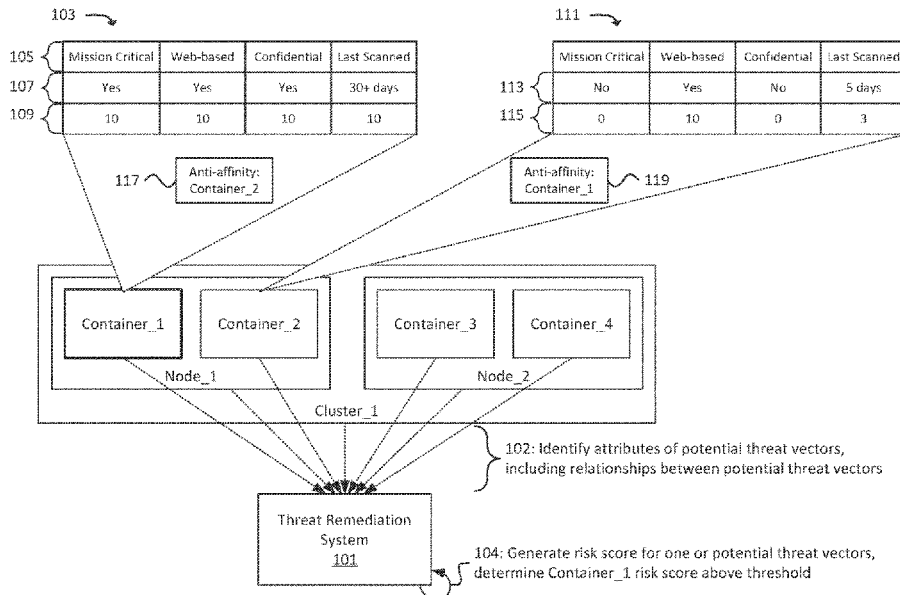 103
111
105
Mission Critical Web-based Confidential Last Scanned
107
Yes Yes Yes 30+ days
109
10 10 10 10
Mission Critical Web-based Confidential Last Scanned
113
No Yes No 5 days
115
0 10 0 3
117
Anti-affinity:
Container_2
Anti-affinity:
Container_1
119
Container_1
Container_2
Container_3
Container_4
Node_1
Node_2
Cluster_1
102: Identify attributes of potential threat vectors,
including relationships between potential threat vectors
Threat Remediation
System
101
104: Generate risk score for one or potential threat vectors,
determine Container_1 risk score above threshold